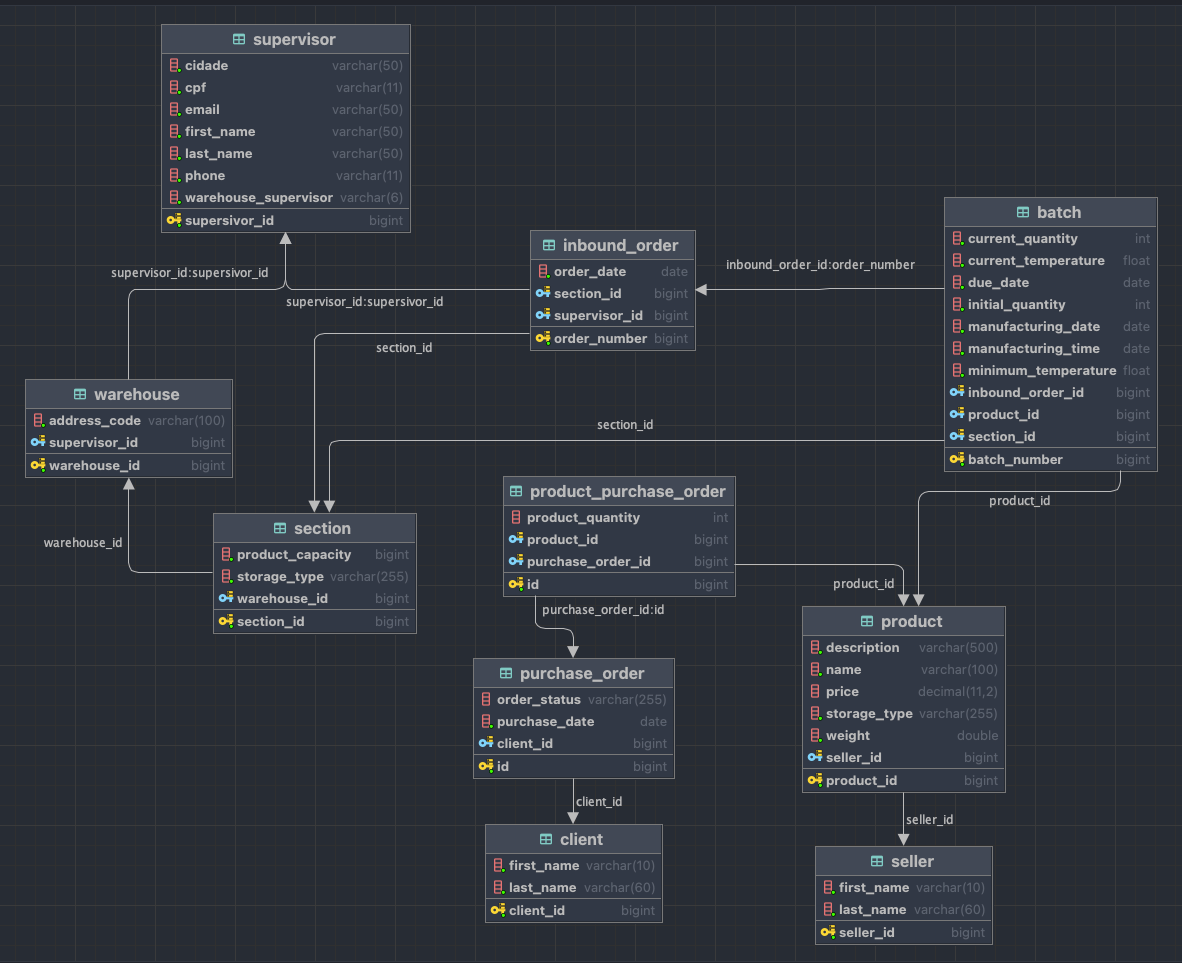 supervisor
cidade varchar(50)
cpf varchar(11)
email varchar(50)
first_name varchar(50)
last_name varchar(50)
phone varchar(11)
warehouse_supervisor varchar(6)
supersivor_id bigint
inbound_order
order_date date
section_id bigint
supervisor_id bigint
order_number bigint
batch
current_quantity int
current_temperature float
due_date date
initial_quantity int
manufacturing_date date
manufacturing_time date
minimum_temperature float
inbound_order_id bigint
product_id bigint
section_id bigint
batch_number bigint
inbound_order_id:order_number
supervisor_id:supersivor_id
supervisor_id:supersivor_id
section_id
warehouse
address_code varchar(100)
supervisor_id bigint
warehouse_id bigint
section_id
product_id
warehouse_id
section
product_capacity bigint
storage_type varchar(255)
warehouse_id bigint
section_id bigint
product_purchase_order
product_quantity int
product_id bigint
purchase_order_id bigint
id bigint
product_id
purchase_order_id:id
purchase_order
order_status varchar(255)
purchase_date date
client_id bigint
id bigint
product
description varchar(500)
name varchar(100)
price decimal(11,2)
storage_type varchar(255)
weight double
seller_id bigint
product_id bigint
client_id
seller_id
client
first_name varchar(10)
last_name varchar(60)
client_id bigint
seller
first_name varchar(10)
last_name varchar(60)
seller_id bigint